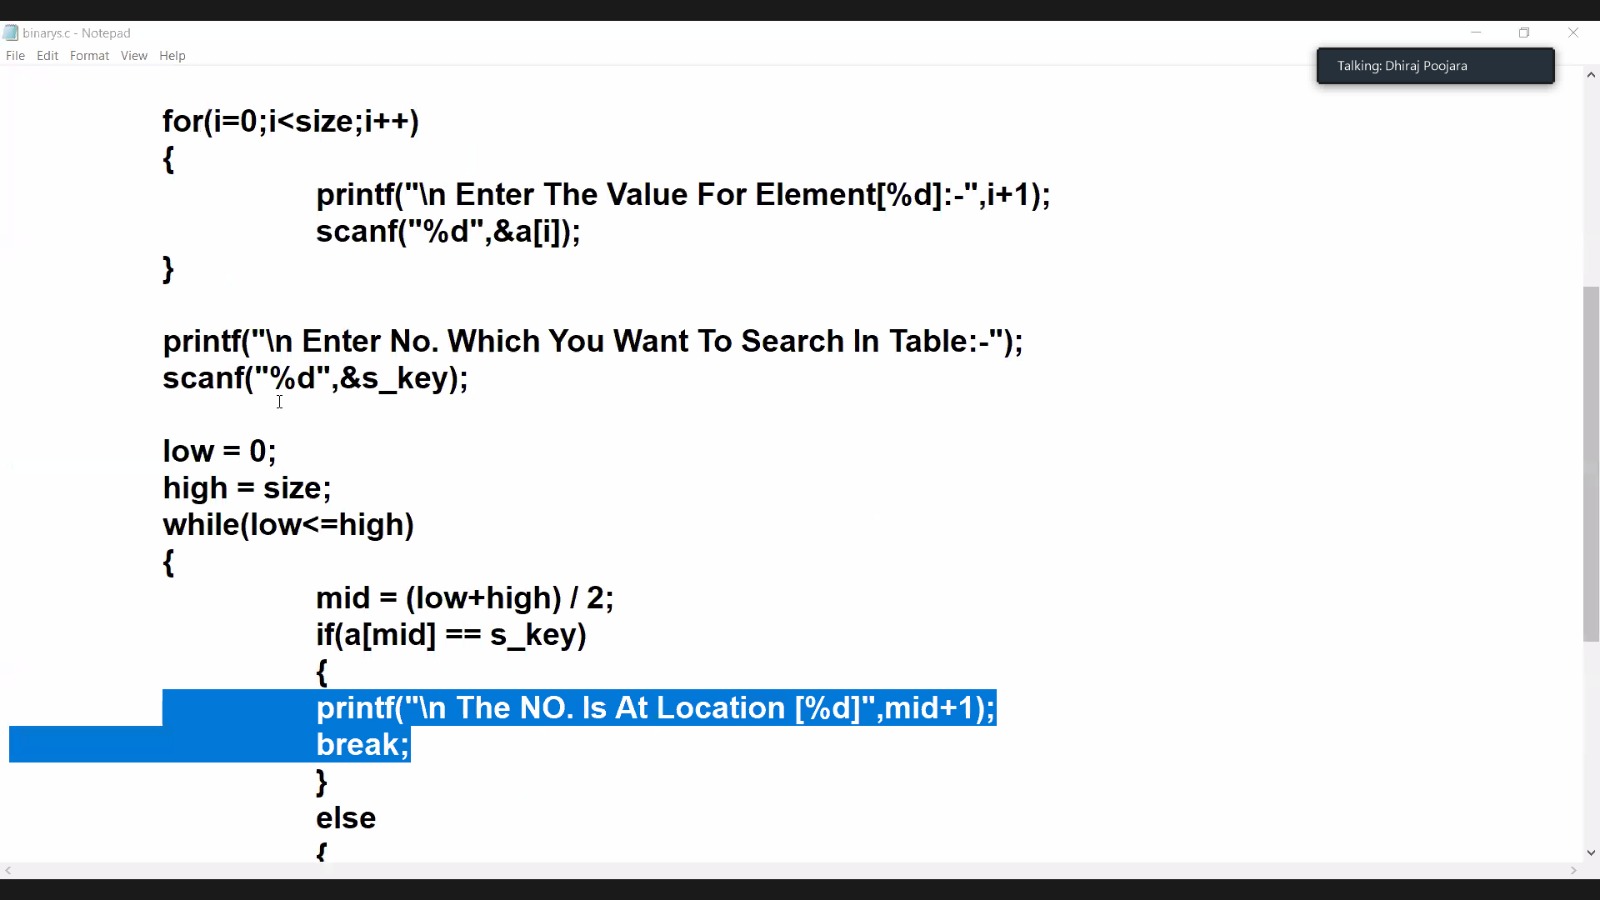 binarys.c - Notepad
File Edit Format View Help
Talking: Dhiraj Poojara
for(i=0;i<size;i++)
{
printf("\n Enter The Value For Element[%d]:-",i+1);
scanf("%d",&a[i]);
}
printf("\n Enter No. Which You Want To Search In Table:-");
scanf("%d",&s_key);
low = 0;
high = size;
while(low<=high)
{
mid = (low+high) / 2;
if(a[mid] == s_key)
{
printf("\n The NO. Is At Location [%d]",mid+1);
break;
}
else
{